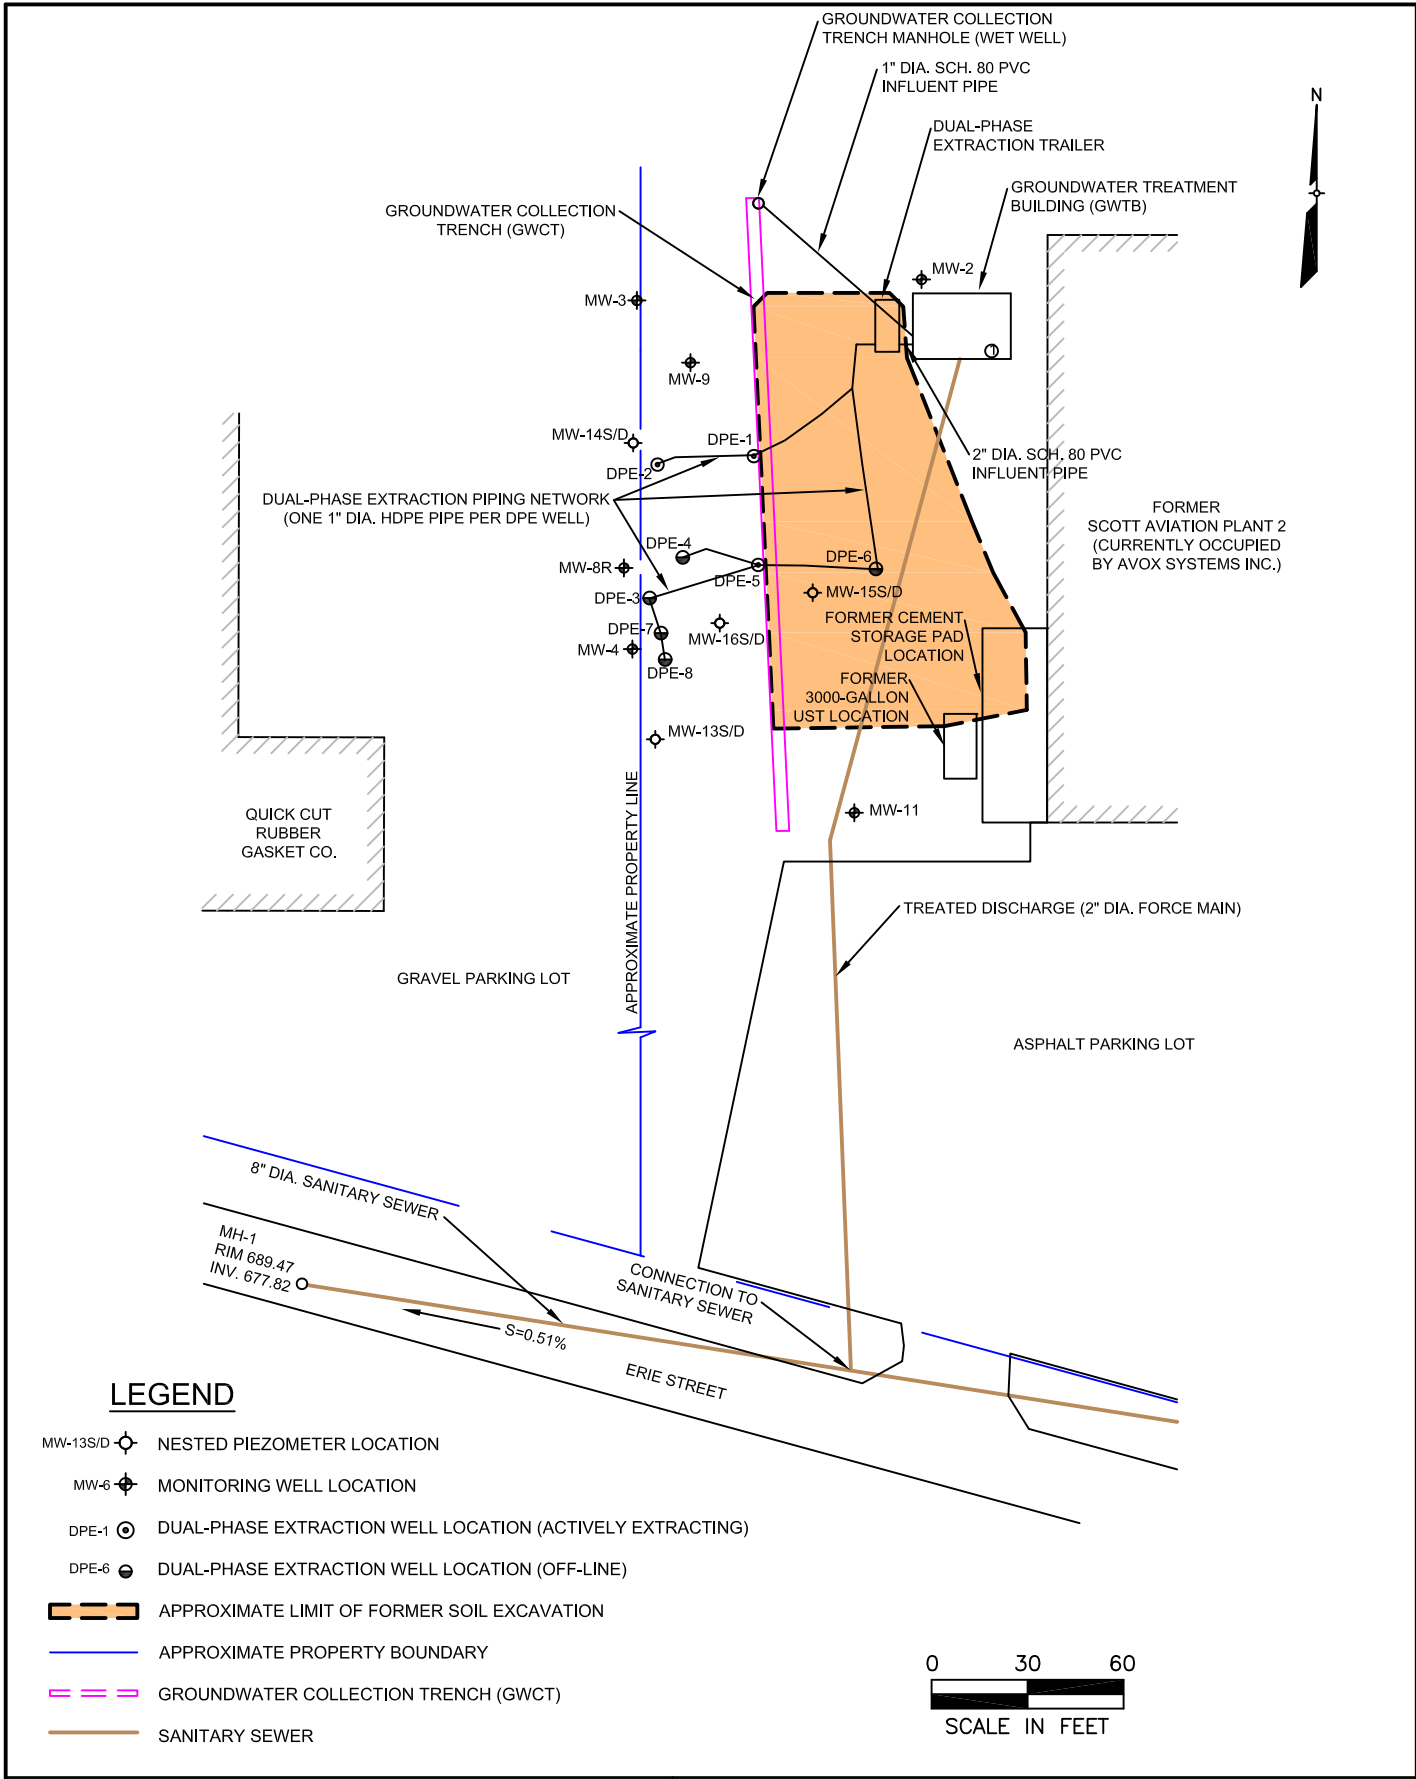 GROUNDWATER COLLECTION
TRENCH MANHOLE (WET WELL)
1" DIA. SCH. 80 PVC
INFLUENT PIPE
N
DUAL-PHASE
EXTRACTION TRAILER
GROUNDWATER TREATMENT
BUILDING (GWTB)
GROUNDWATER COLLECTION
TRENCH (GWCT)
MW-2
MW-3
1
MW-9
MW-14S/D
DPE-1
DPE-2
2" DIA. SCH. 80 PVC
INFLUENT PIPE
DUAL-PHASE EXTRACTION PIPING NETWORK
(ONE 1" DIA. HDPE PIPE PER DPE WELL)
FORMER
SCOTT AVIATION PLANT 2
(CURRENTLY OCCUPIED
BY AVOX SYSTEMS INC.)
DPE-4
DPE-6
MW-8R
DPE-5
DPE-3
MW-15S/D
FORMER CEMENT
STORAGE PAD
LOCATION
DPE-7
MW-16S/D
MW-4
DPE-8
FORMER
3000-GALLON
UST LOCATION
MW-13S/D
APPROXIMATE PROPERTY LINE
MW-11
QUICK CUT
RUBBER
GASKET CO.
TREATED DISCHARGE (2" DIA. FORCE MAIN)
GRAVEL PARKING LOT
ASPHALT PARKING LOT
8" DIA. SANITARY SEWER
MH-1
RIM 689.47
INV. 677.82
CONNECTION TO
SANITARY SEWER
S=0.51%
ERIE STREET
LEGEND
MW-13S/D NESTED PIEZOMETER LOCATION
MW-6 MONITORING WELL LOCATION
DPE-1 DUAL-PHASE EXTRACTION WELL LOCATION (ACTIVELY EXTRACTING)
DPE-6 DUAL-PHASE EXTRACTION WELL LOCATION (OFF-LINE)
APPROXIMATE LIMIT OF FORMER SOIL EXCAVATION
APPROXIMATE PROPERTY BOUNDARY
GROUNDWATER COLLECTION TRENCH (GWCT)
SANITARY SEWER
0 30 60
SCALE IN FEET